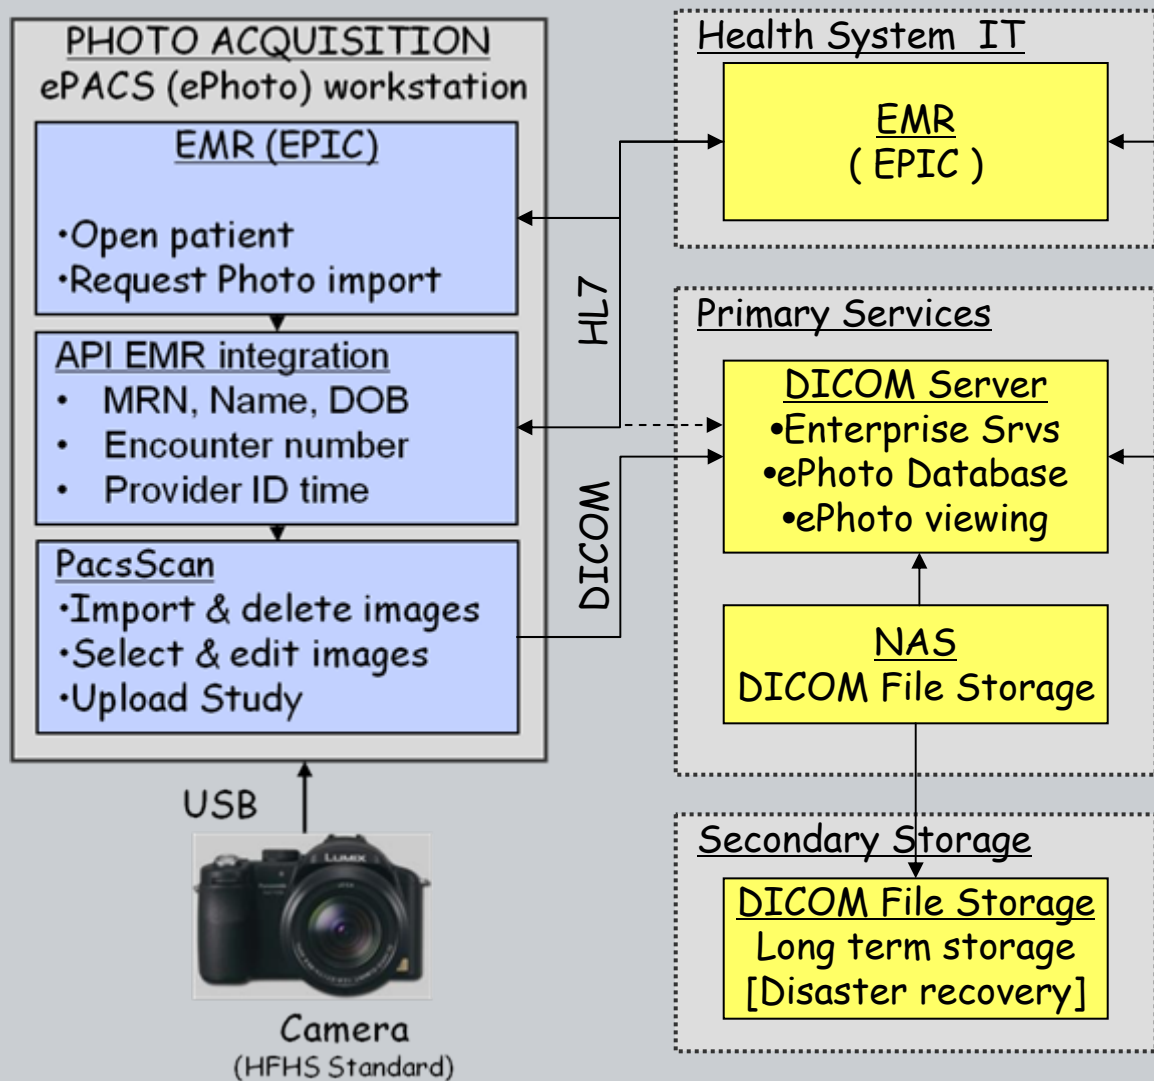 PHOTO ACQUISITION
ePACS (ePhoto) workstation
EMR (EPIC)
•Open patient
•Request Photo import
API EMR integration
• MRN, Name, DOB
• Encounter number
• Provider ID time
PacsScan
•Import & delete images
•Select & edit images
•Upload Study
USB
LUMIX
Camera
(HFHS Standard)
HL7
DICOM
Health System IT
EMR
( EPIC )
Primary Services
DICOM Server
•Enterprise Srvs
•ePhoto Database
•ePhoto viewing
NAS
DICOM File Storage
Secondary Storage
DICOM File Storage
Long term storage
[Disaster recovery]